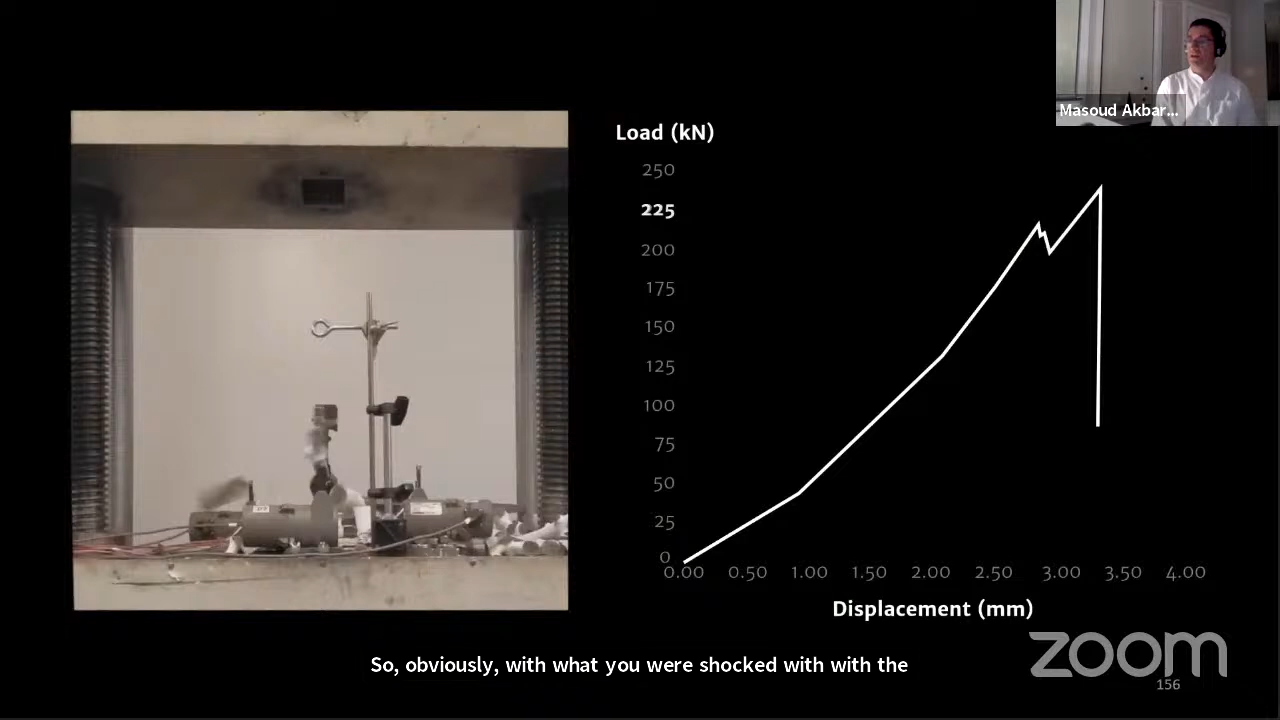 Masoud Akbar...
Load (kN)
250
225
200
175
150
125
100
75
50
25
0
0.00 0.50 1.00 1.50 2.00 2.50 3.00 3.50 4.00
Displacement (mm)
So, obviously, with what you were shocked with with the
zoom
156